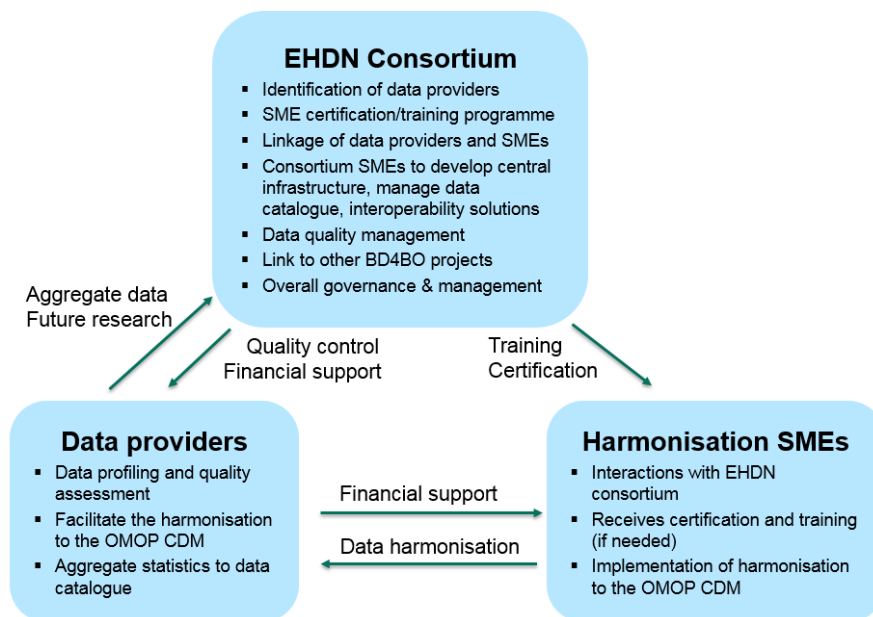 EHDN Consortium
▪ Identification of data providers
▪ SME certification/training programme
▪ Linkage of data providers and SMEs
▪ Consortium SMEs to develop central
infrastructure, manage data
catalogue, interoperability solutions
▪ Data quality management
▪ Link to other BD4BO projects
▪ Overall governance & management
Aggregate data
Future research
Quality control
Financial support
Training
Certification
Data providers
▪ Data profiling and quality
assessment
▪ Facilitate the harmonisation
to the OMOP CDM
▪ Aggregate statistics to data
catalogue
Financial support
Data harmonisation
Harmonisation SMEs
▪ Interactions with EHDN
consortium
▪ Receives certification and training
(if needed)
▪ Implementation of harmonisation
to the OMOP CDM